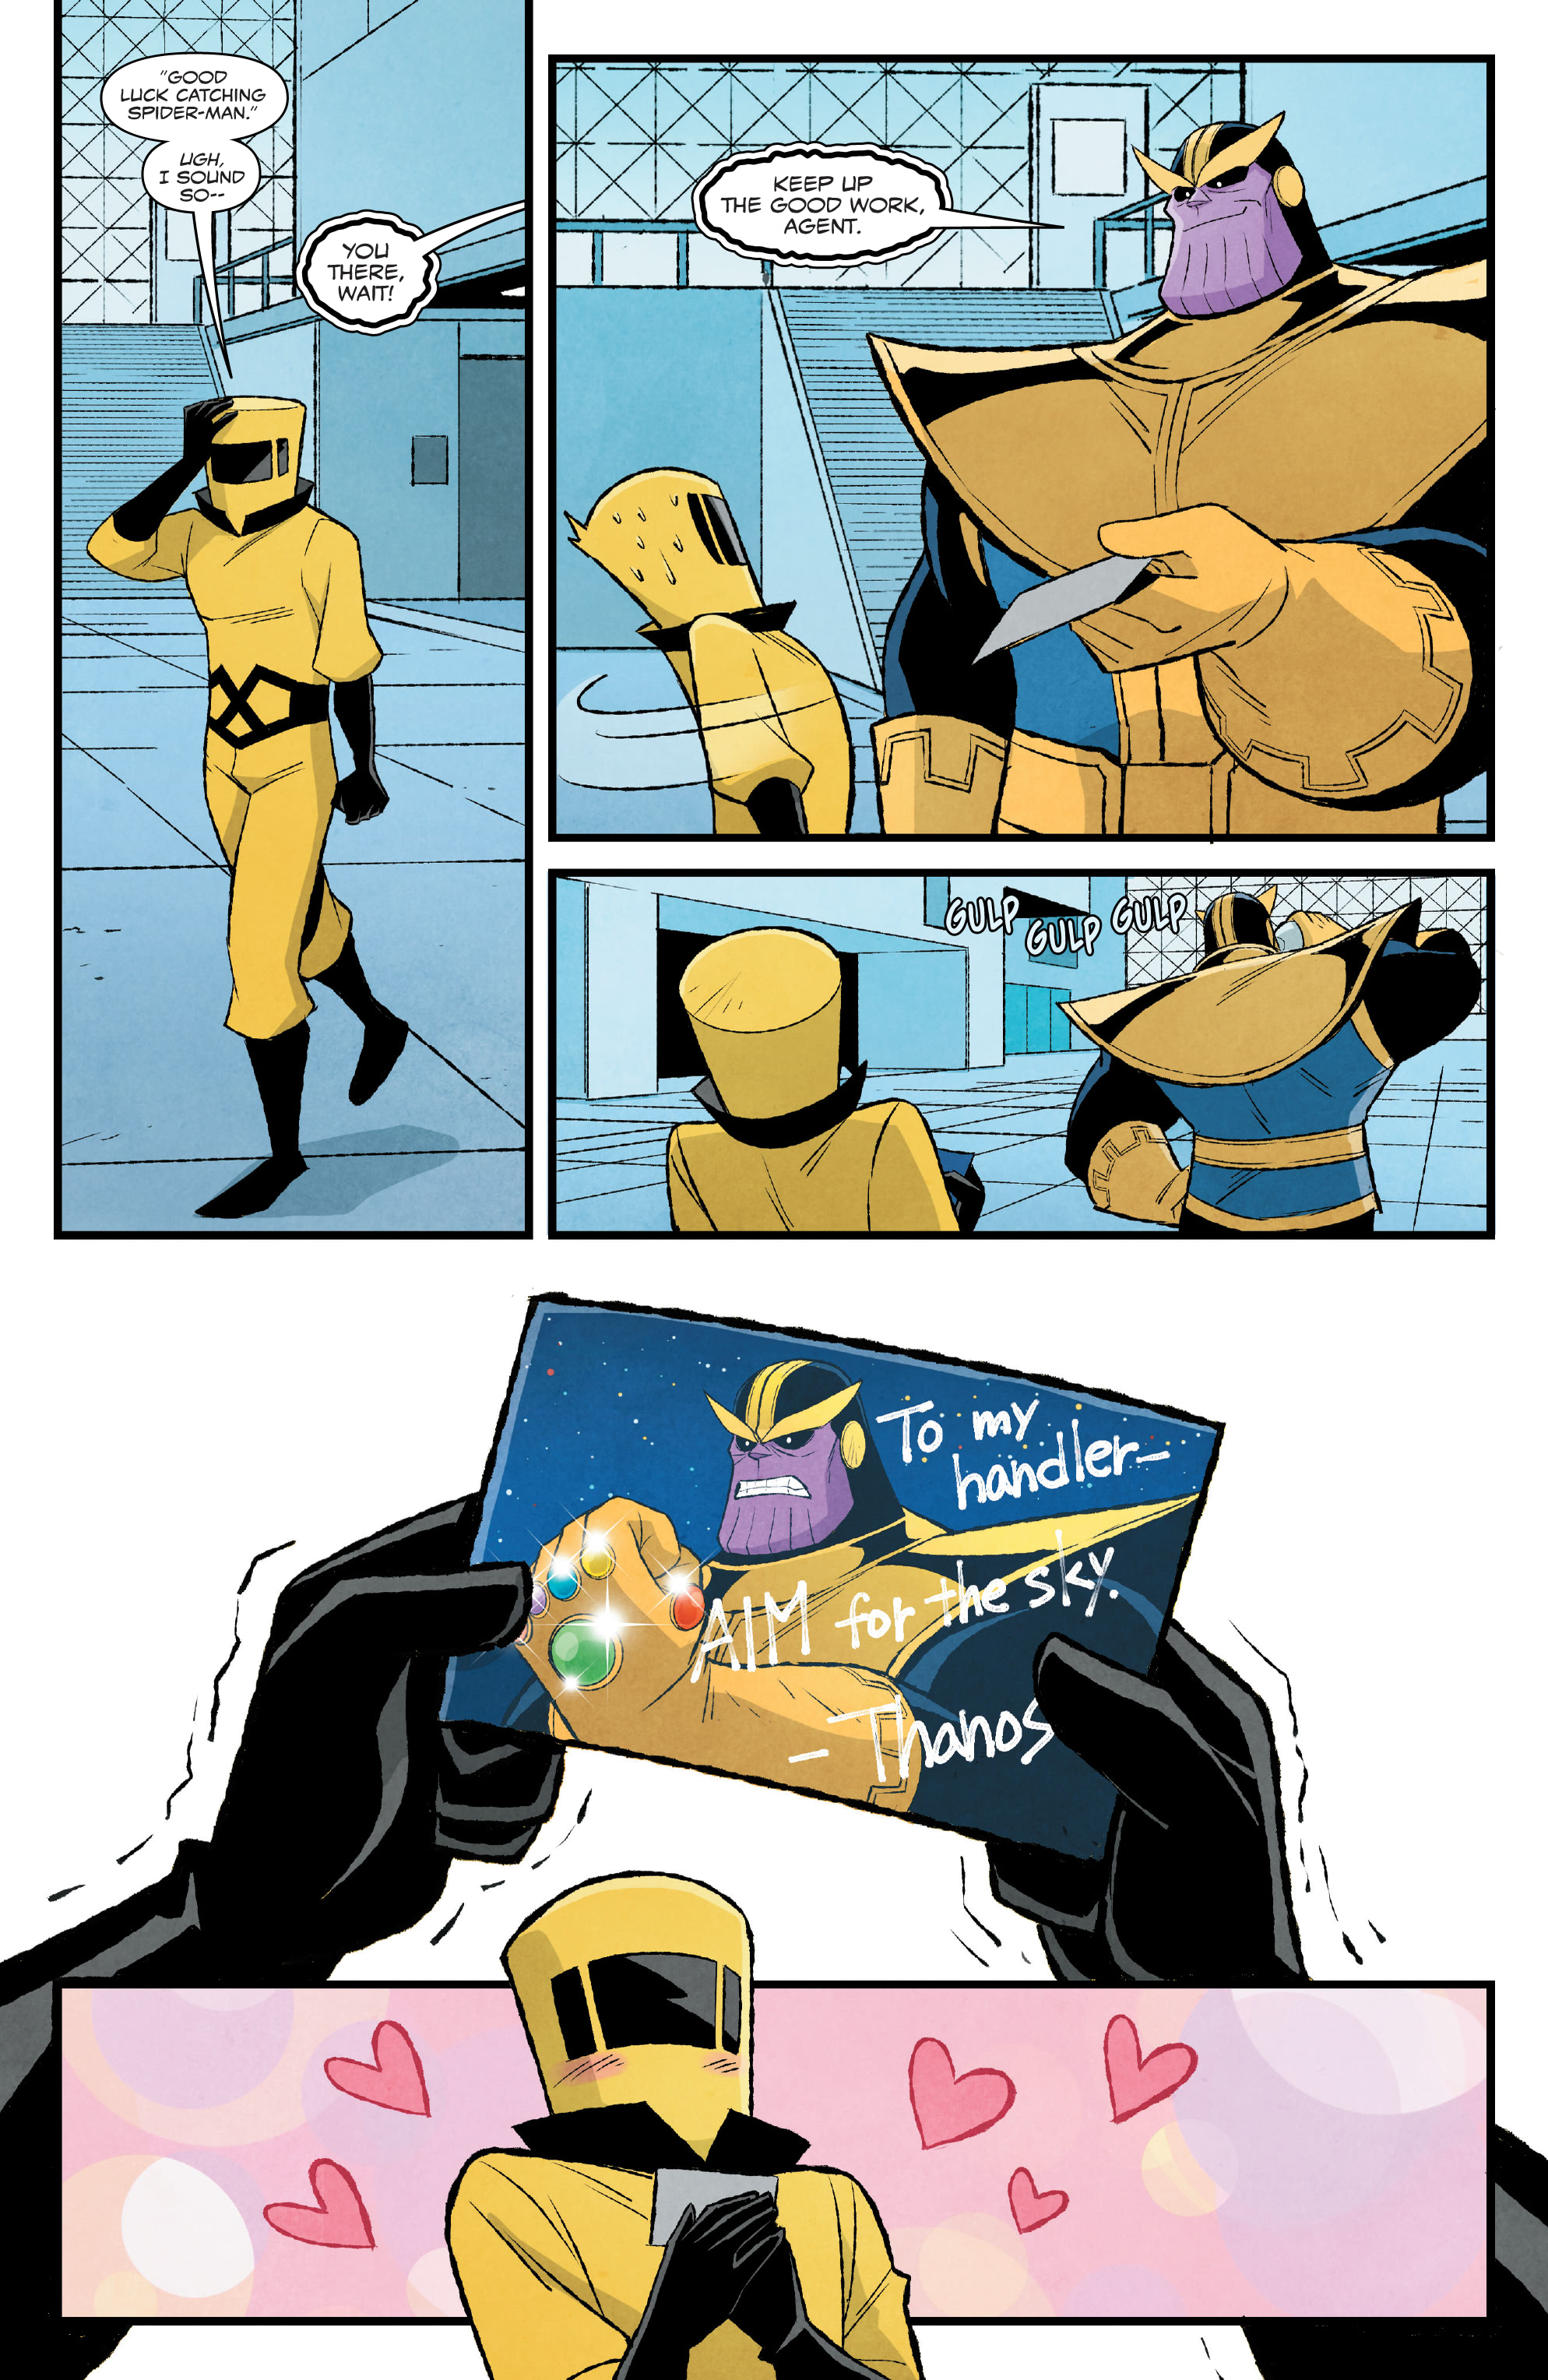 "GOOD
LUCK CATCHING
SPIDER-MAN."
UGH,
I SOUND
SO--
YOU
THERE,
WAIT!
KEEP UP
THE GOOD WORK,
AGENT.
GULP
GULP
GULP
To my
handler—
AIM for the sky.
- Thanos